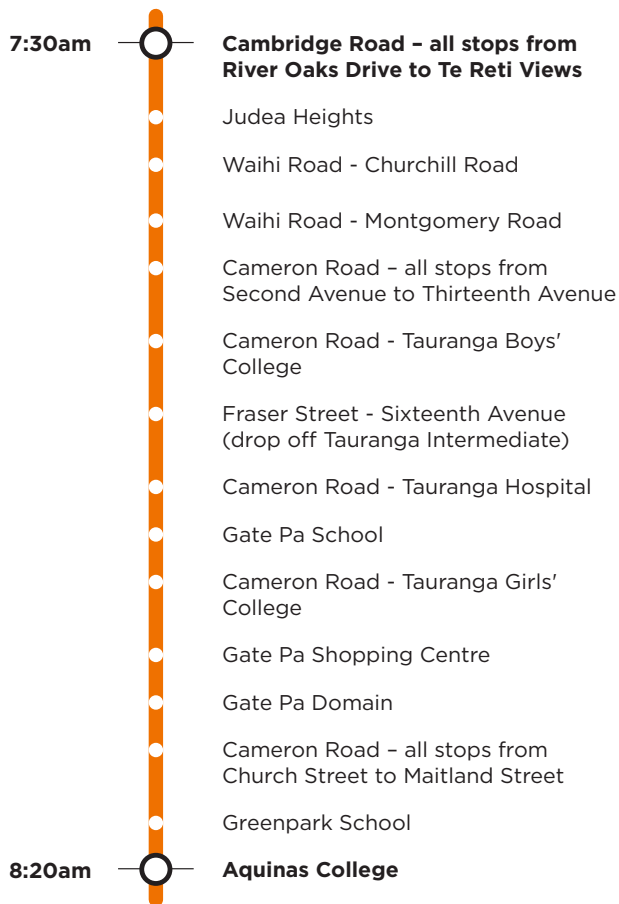 7:30am
Cambridge Road – all stops from
River Oaks Drive to Te Reti Views
Judea Heights
Waihi Road - Churchill Road
Waihi Road - Montgomery Road
Cameron Road – all stops from
Second Avenue to Thirteenth Avenue
Cameron Road - Tauranga Boys'
College
Fraser Street - Sixteenth Avenue
(drop off Tauranga Intermediate)
Cameron Road - Tauranga Hospital
Gate Pa School
Cameron Road - Tauranga Girls'
College
Gate Pa Shopping Centre
Gate Pa Domain
Cameron Road – all stops from
Church Street to Maitland Street
Greenpark School
8:20am
Aquinas College